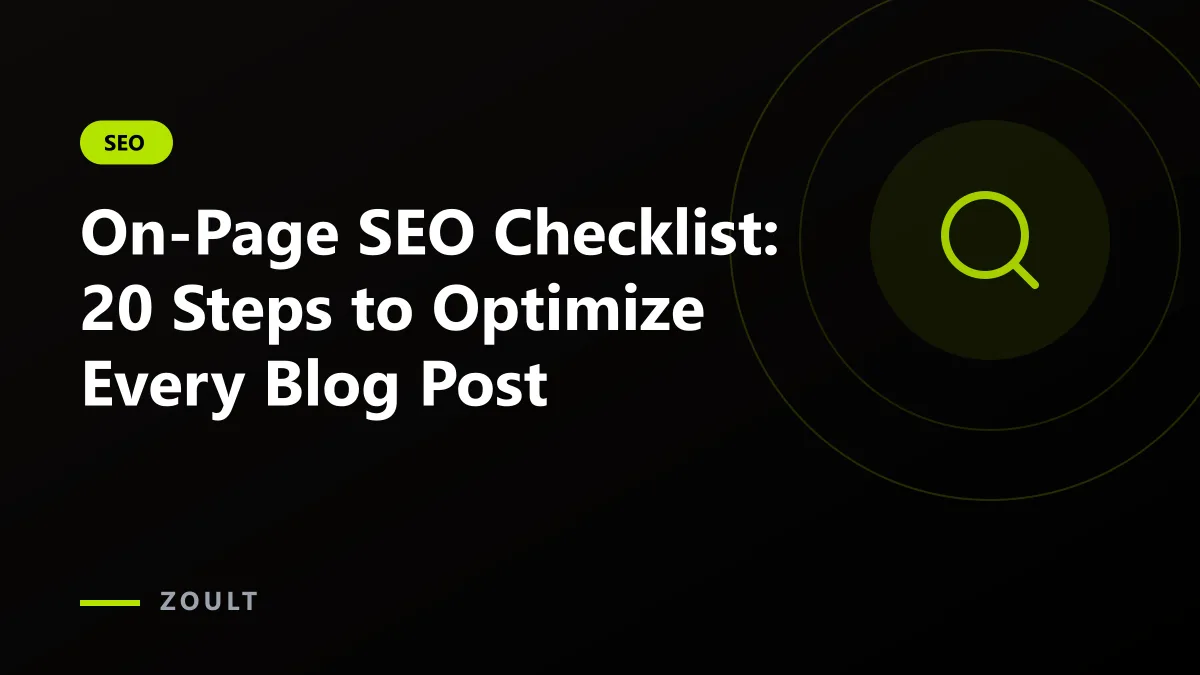 SEO
On-Page SEO Checklist:
20 Steps to Optimize
Every Blog Post
ZOULT